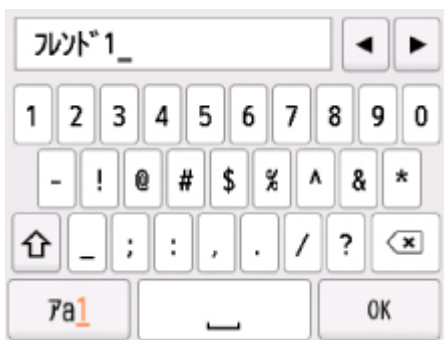 ﾌﾚﾝﾄﾞ1_
◀ ▶
1 2 3 4 5 6 7 8 9 0
- ! @ # $ % ^ & *
_ ; : , . / ?
ｱa1 OK